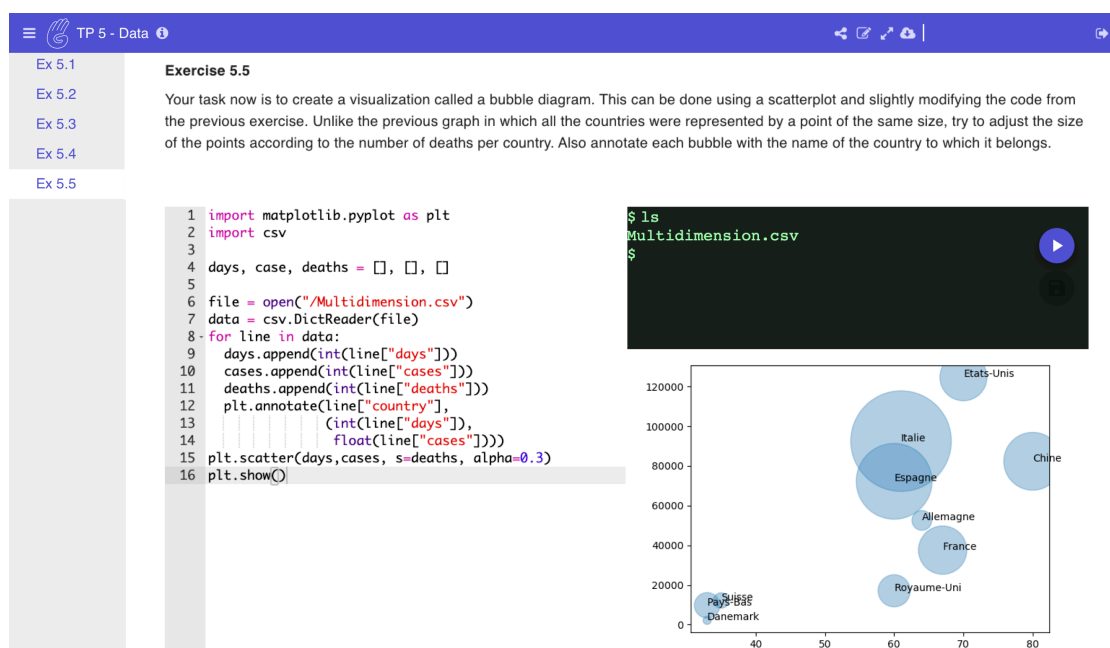 TP 5 - Data
Ex 5.1
Ex 5.2
Ex 5.3
Ex 5.4
Ex 5.5
Exercise 5.5
Your task now is to create a visualization called a bubble diagram. This can be done using a scatterplot and slightly modifying the code from
the previous exercise. Unlike the previous graph in which all the countries were represented by a point of the same size, try to adjust the size
of the points according to the number of deaths per country. Also annotate each bubble with the name of the country to which it belongs.
1 import matplotlib.pyplot as plt
2 import csv
3
4 days, case, deaths = [], [], []
5
6 file = open("/Multidimension.csv")
7 data = csv.DictReader(file)
8 for line in data:
9 days.append(int(line["days"]))
10 cases.append(int(line["cases"]))
11 deaths.append(int(line["deaths"]))
12 plt.annotate(line["country"],
13 (int(line["days"]),
14 float(line["cases"])))
15 plt.scatter(days,cases, s=deaths, alpha=0.3)
16 plt.show()
$ ls
Multidimension.csv
$
120000
100000
80000
60000
40000
20000
0
Etats-Unis
Italie
Chine
Espagne
Allemagne
France
Royaume-Uni
Suisse
Pays-Bas
Danemark
40 50 60 70 80